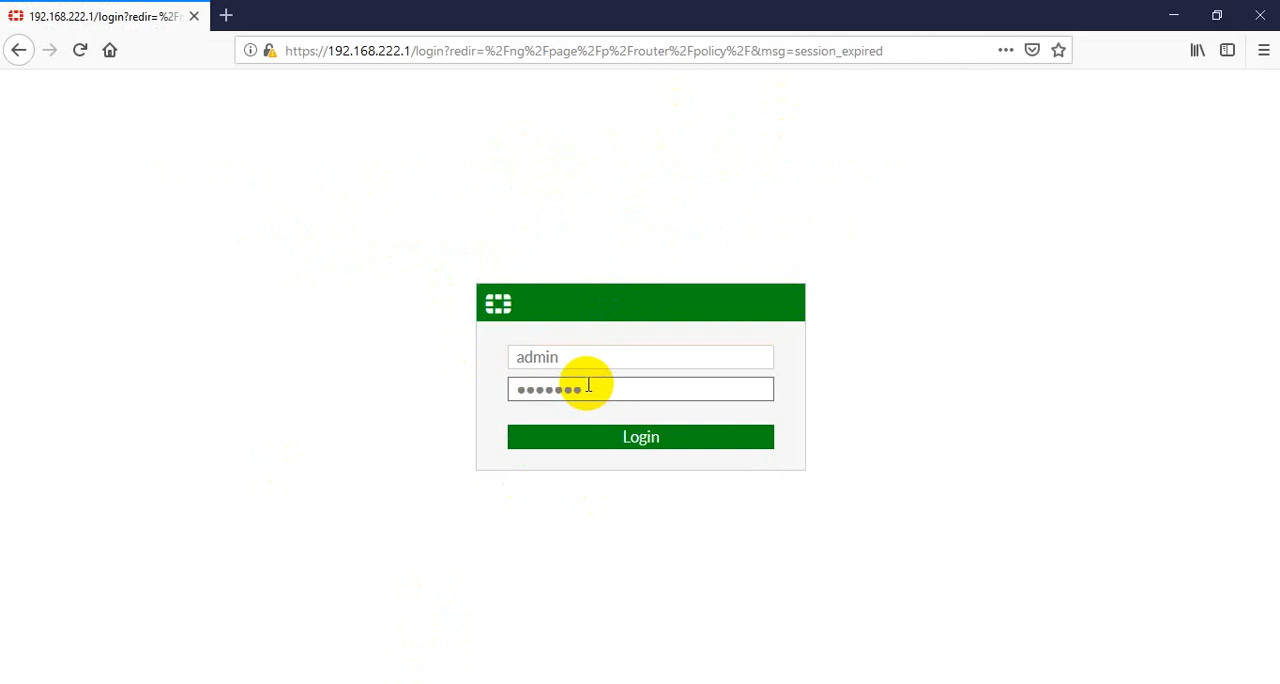 192.168.222.1/login?redir=%2Fn
https://192.168.222.1/login?redir=%2Fng%2Fpage%2Fp%2Frouter%2Fpolicy%2F&msg=session_expired
admin
•••••••
Login